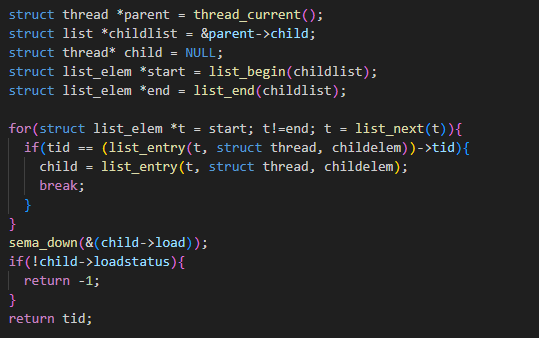 struct thread *parent = thread_current();
struct list *childlist = &parent->child;
struct thread* child = NULL;
struct list_elem *start = list_begin(childlist);
struct list_elem *end = list_end(childlist);

for(struct list_elem *t = start; t!=end; t = list_next(t)){
  if(tid == (list_entry(t, struct thread, childelem))->tid){
    child = list_entry(t, struct thread, childelem);
    break;
  }
}
sema_down(&(child->load));
if(!child->loadstatus){
  return -1;
}
return tid;